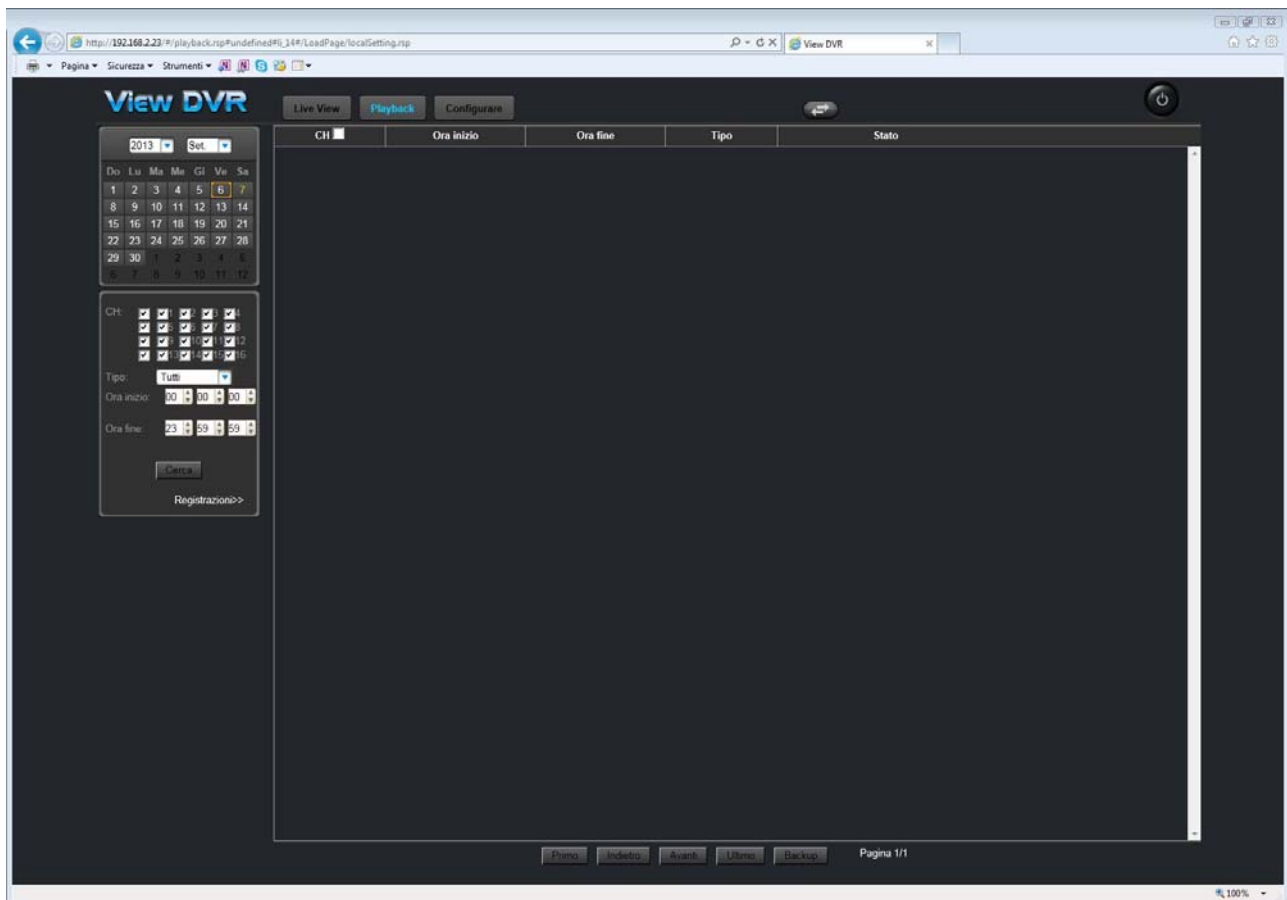 http://192.168.2.23/#/playback.rsp#undefined#li_14#/LoadPage/localSetting.rsp
View DVR
Pagina Sicurezza Strumenti
View DVR
Live View Playback Configurare
CH Ora inizio Ora fine Tipo Stato
2013 Set.
Do Lu Ma Me Gi Ve Sa
1 2 3 4 5 6 7
8 9 10 11 12 13 14
15 16 17 18 19 20 21
22 23 24 25 26 27 28
29 30 1 2 3 4 5
6 7 8 9 10 11 12
CH: 1 2 3 4
5 6 7 8
9 10 11 12
13 14 15 16
Tipo: Tutti
Ora inizio: 00 00 00
Ora fine: 23 59 59
Cerca
Registrazioni>>
Primo Indietro Avanti Ultimo Backup Pagina 1/1
100%